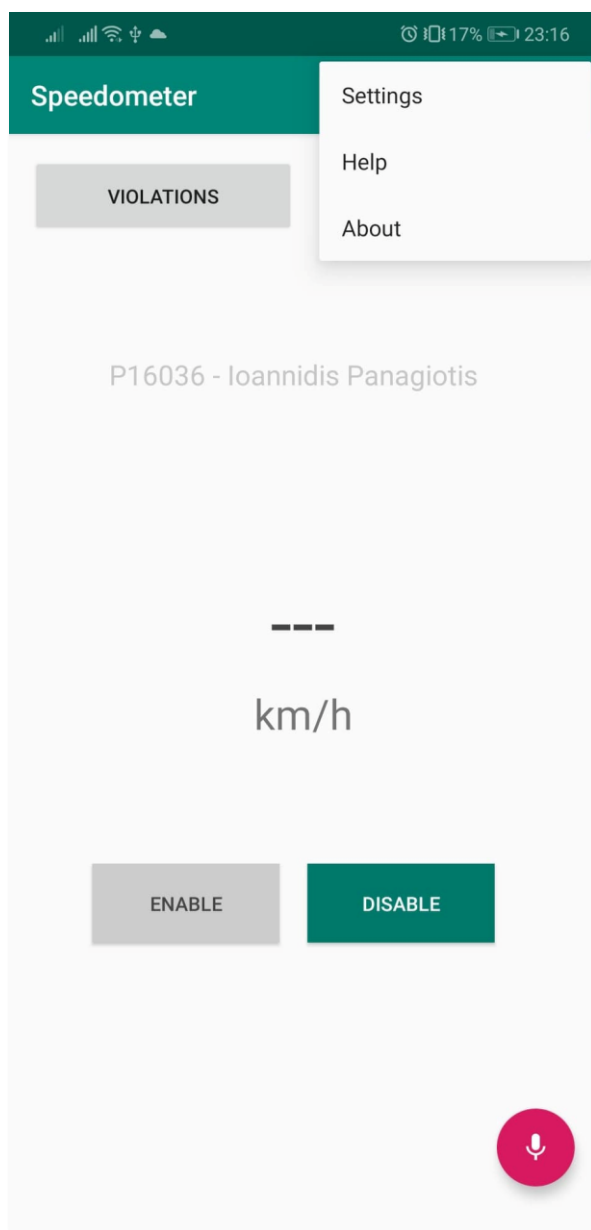 17% 23:16
Speedometer
Settings
Help
About
VIOLATIONS
P16036 - Ioannidis Panagiotis
---
km/h
ENABLE
DISABLE